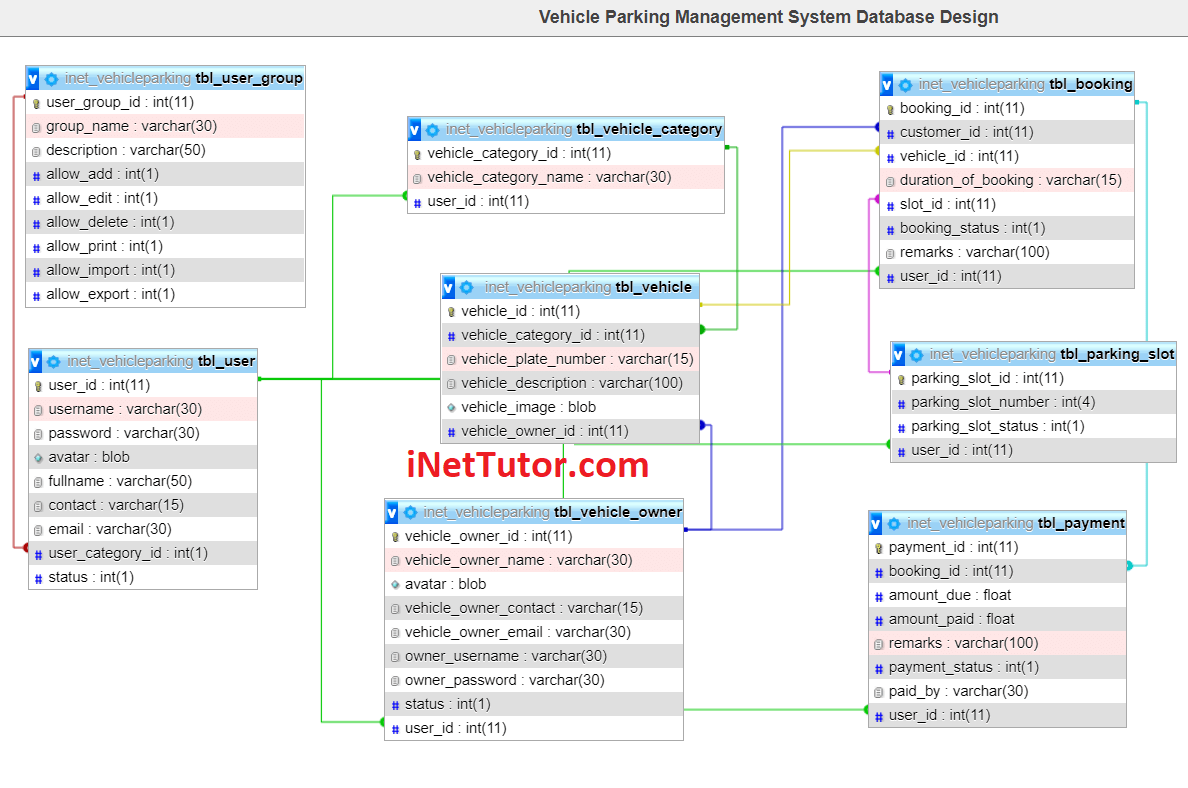 Vehicle Parking Management System Database Design
v inet_vehicleparking tbl_user_group
user_group_id : int(11)
group_name : varchar(30)
description : varchar(50)
# allow_add : int(1)
# allow_edit : int(1)
# allow_delete : int(1)
# allow_print : int(1)
# allow_import : int(1)
# allow_export : int(1)
v inet_vehicleparking tbl_user
user_id : int(11)
username : varchar(30)
password : varchar(30)
avatar : blob
fullname : varchar(50)
contact : varchar(15)
email : varchar(30)
# user_category_id : int(1)
# status : int(1)
v inet_vehicleparking tbl_vehicle_category
vehicle_category_id : int(11)
vehicle_category_name : varchar(30)
# user_id : int(11)
v inet_vehicleparking tbl_vehicle
vehicle_id : int(11)
# vehicle_category_id : int(11)
vehicle_plate_number : varchar(15)
vehicle_description : varchar(100)
vehicle_image : blob
# vehicle_owner_id : int(11)
iNetTutor.com
v inet_vehicleparking tbl_vehicle_owner
vehicle_owner_id : int(11)
vehicle_owner_name : varchar(30)
avatar : blob
vehicle_owner_contact : varchar(15)
vehicle_owner_email : varchar(30)
owner_username : varchar(30)
owner_password : varchar(30)
# status : int(1)
# user_id : int(11)
v inet_vehicleparking tbl_booking
booking_id : int(11)
# customer_id : int(11)
# vehicle_id : int(11)
duration_of_booking : varchar(15)
# slot_id : int(11)
# booking_status : int(1)
remarks : varchar(100)
# user_id : int(11)
v inet_vehicleparking tbl_parking_slot
parking_slot_id : int(11)
# parking_slot_number : int(4)
# parking_slot_status : int(1)
# user_id : int(11)
v inet_vehicleparking tbl_payment
payment_id : int(11)
# booking_id : int(11)
# amount_due : float
# amount_paid : float
remarks : varchar(100)
# payment_status : int(1)
paid_by : varchar(30)
# user_id : int(11)